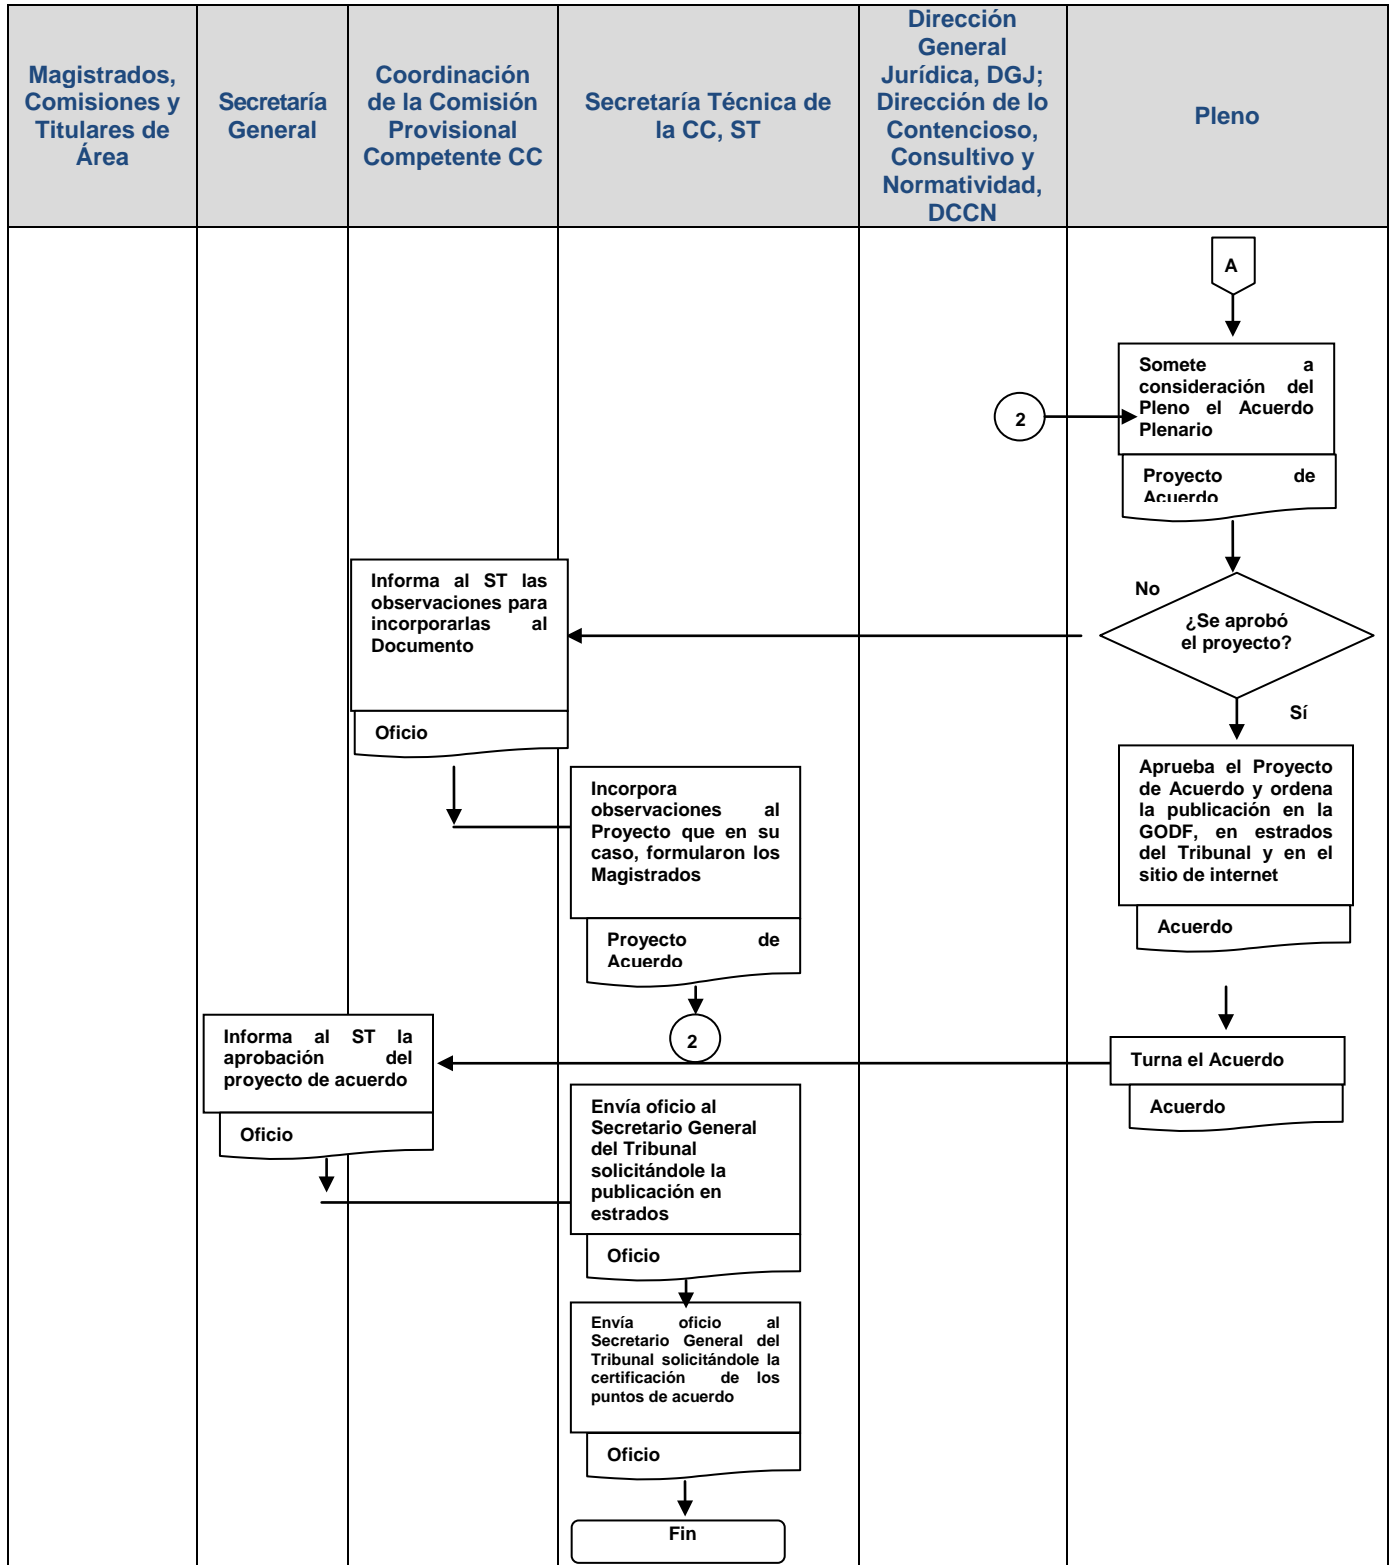 Magistrados,
Comisiones y
Titulares de
Área
Secretaría
General
Coordinación
de la Comisión
Provisional
Competente CC
Secretaría Técnica de
la CC, ST
Dirección
General
Jurídica, DGJ;
Dirección de lo
Contencioso,
Consultivo y
Normatividad,
DCCN
Pleno
A
Somete a
consideración del
Pleno el Acuerdo
Plenario
2
Proyecto de
Acuerdo
No
¿Se aprobó
el proyecto?
Informa al ST las
observaciones para
incorporarlas al
Documento
Oficio
Sí
Aprueba el Proyecto
de Acuerdo y ordena
la publicación en la
GODF, en estrados
del Tribunal y en el
sitio de internet
Acuerdo
Incorpora
observaciones al
Proyecto que en su
caso, formularon los
Magistrados
Proyecto de
Acuerdo
2
Turna el Acuerdo
Acuerdo
Informa al ST la
aprobación del
proyecto de acuerdo
Oficio
Envía oficio al
Secretario General
del Tribunal
solicitándole la
publicación en
estrados
Oficio
Envía oficio al
Secretario General del
Tribunal solicitándole la
certificación de los
puntos de acuerdo
Oficio
Fin